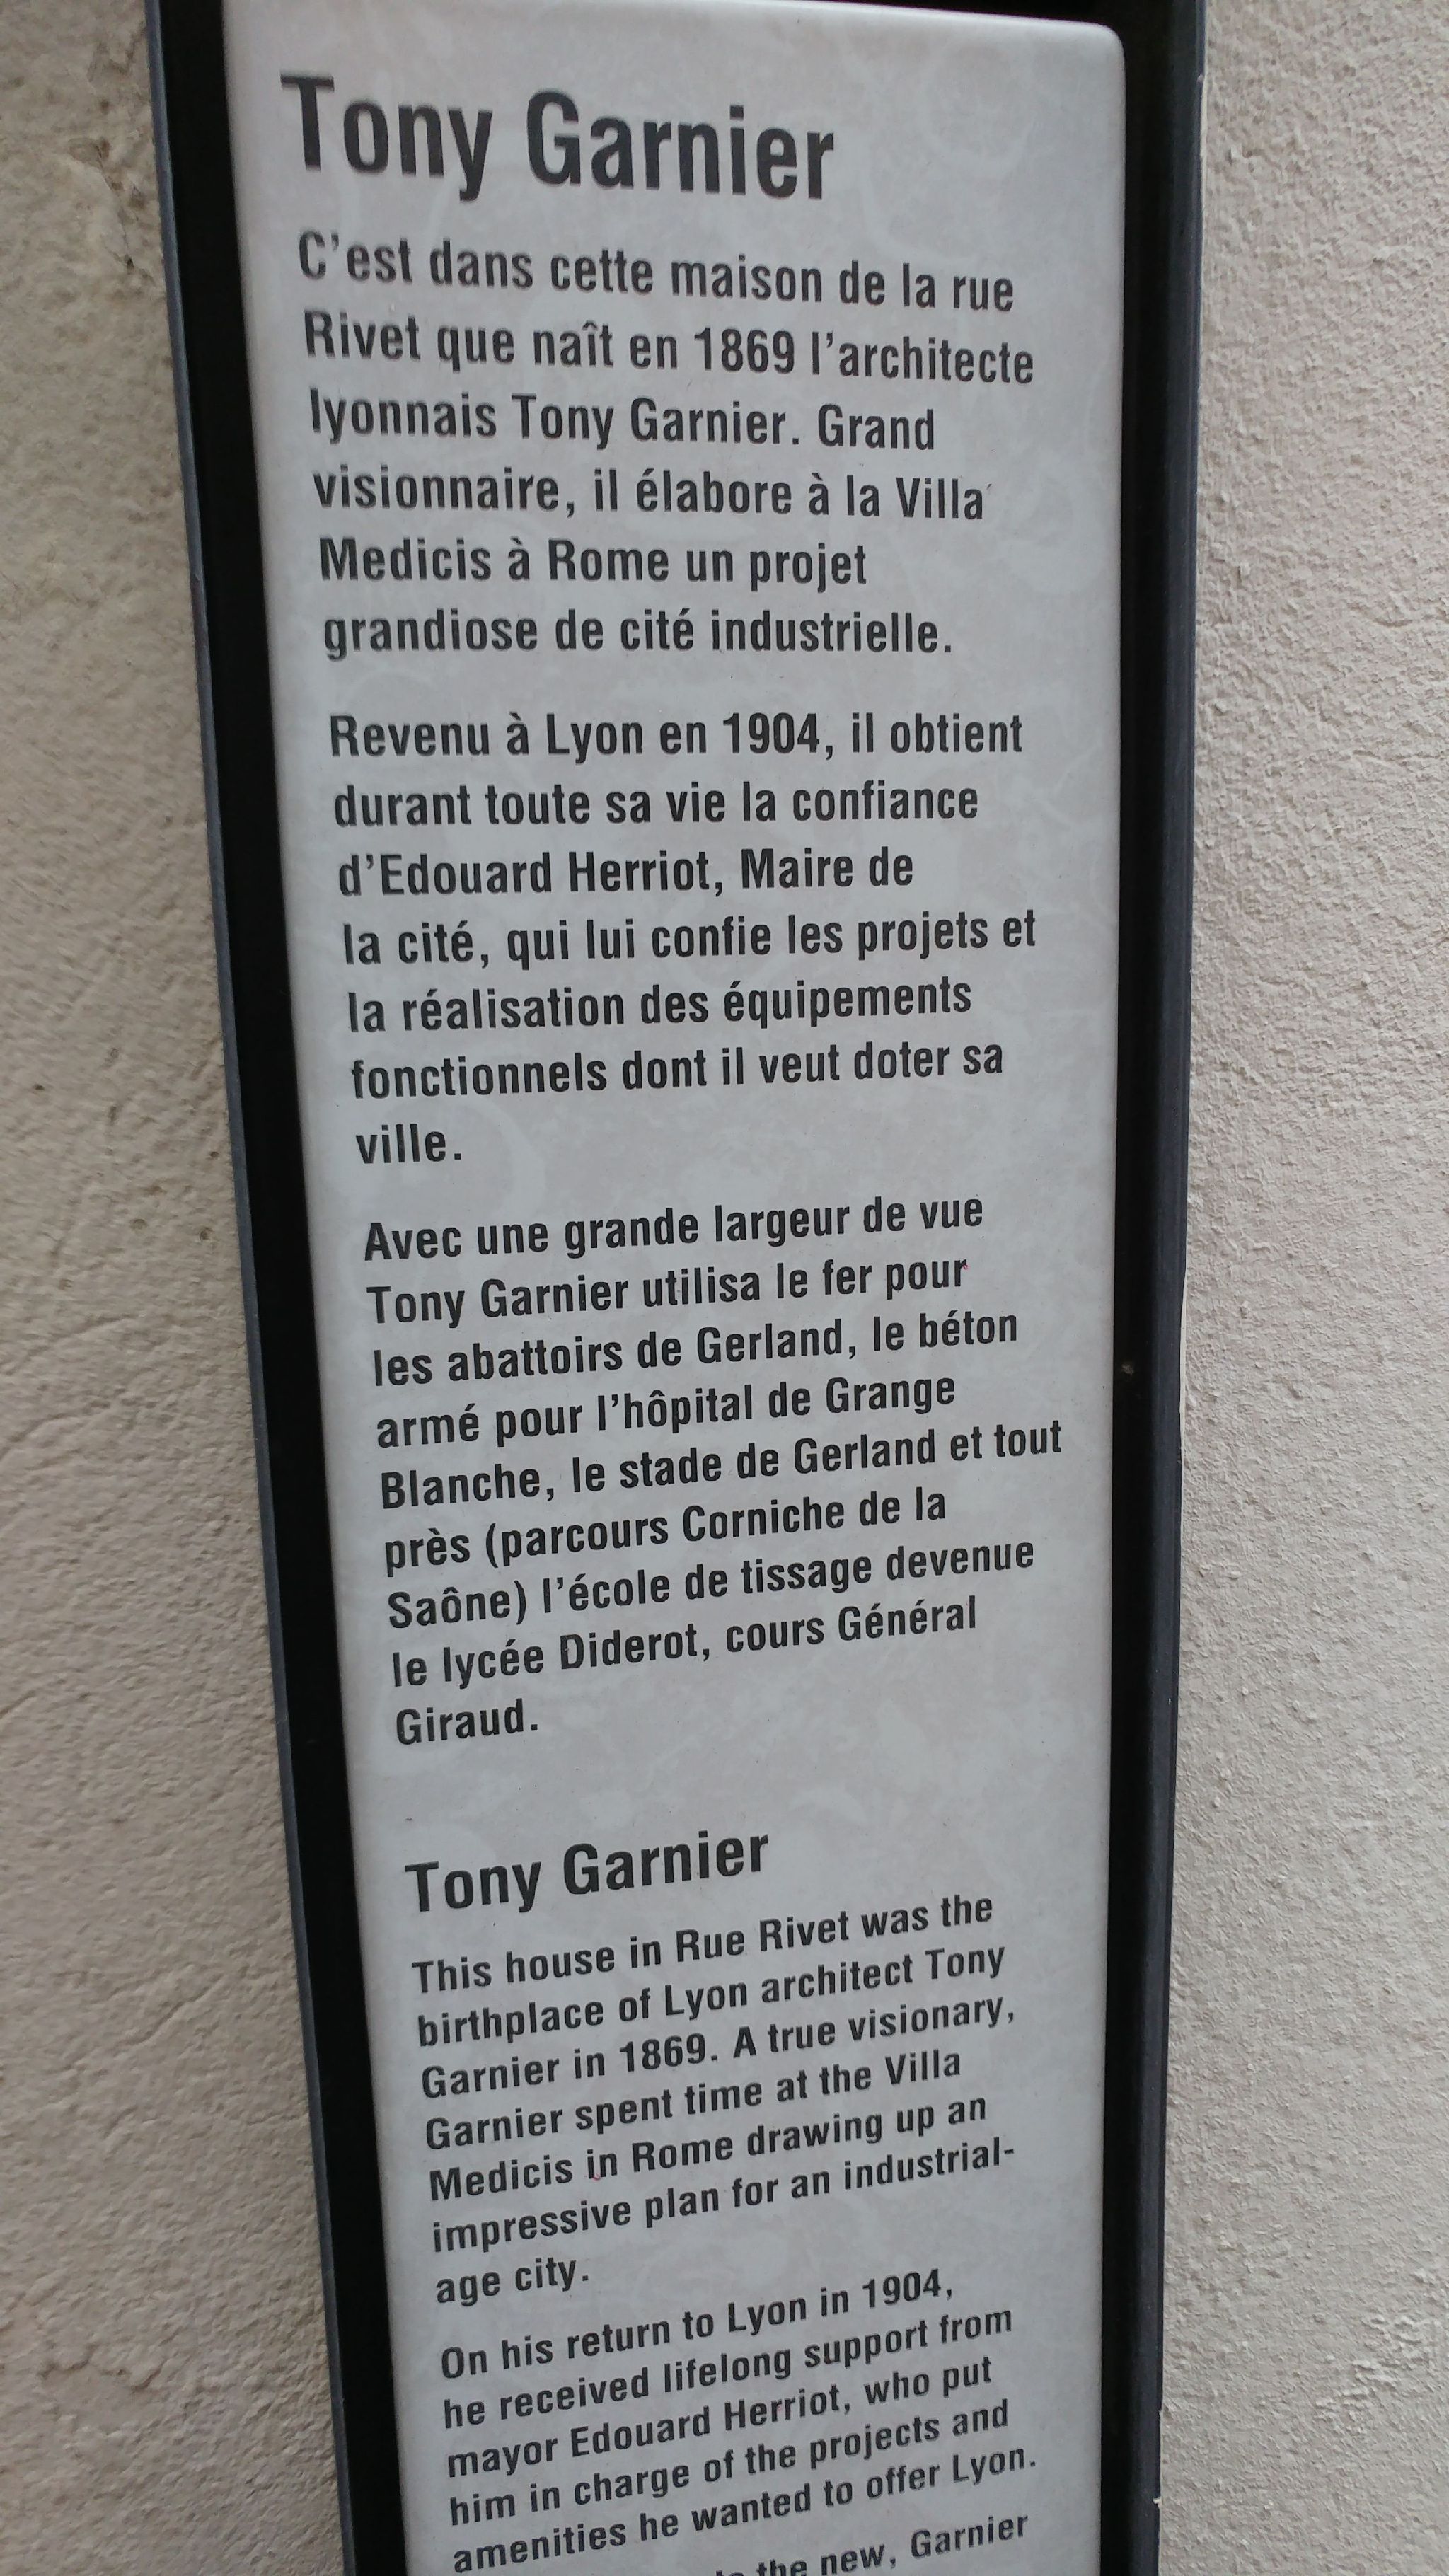 Tony Garnier
C'est dans cette maison de la rue
Rivet que naît en 1869 l'architecte
lyonnais Tony Garnier. Grand
visionnaire, il élabore à la Villa
Medicis à Rome un projet
grandiose de cité industrielle.
Revenu à Lyon en 1904, il obtient
durant toute sa vie la confiance
d'Edouard Herriot, Maire de
la cité, qui lui confie les projets et
la réalisation des équipements
fonctionnels dont il veut doter sa
ville.
Avec une grande largeur de vue
Tony Garnier utilisa le fer pour
les abattoirs de Gerland, le béton
armé pour l'hôpital de Grange
Blanche, le stade de Gerland et tout
près (parcours Corniche de la
Saône) l'école de tissage devenue
le lycée Diderot, cours Général
Giraud.
Tony Garnier
This house in Rue Rivet was the
birthplace of Lyon architect Tony
Garnier in 1869. A true visionary,
Garnier spent time at the Villa
Medicis in Rome drawing up an
impressive plan for an industrial-
age city.
On his return to Lyon in 1904,
he received lifelong support from
mayor Edouard Herriot, who put
him in charge of the projects and
amenities he wanted to offer Lyon.
the new, Garnier